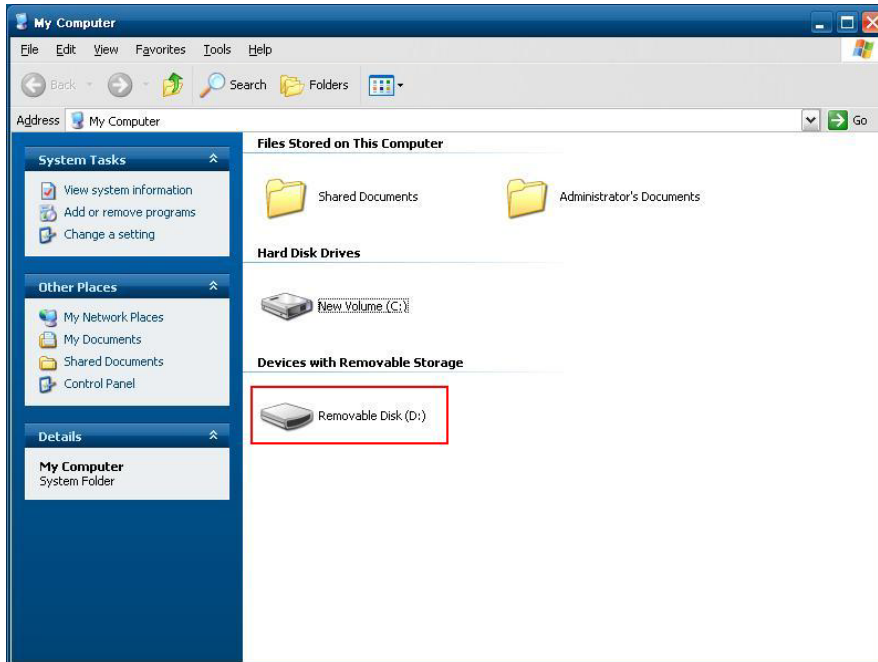 My Computer
File Edit View Favorites Tools Help
Back Search Folders
Address My Computer Go
System Tasks
View system information
Add or remove programs
Change a setting
Other Places
My Network Places
My Documents
Shared Documents
Control Panel
Details
My Computer
System Folder
Files Stored on This Computer
Shared Documents Administrator's Documents
Hard Disk Drives
New Volume (C:)
Devices with Removable Storage
Removable Disk (D:)